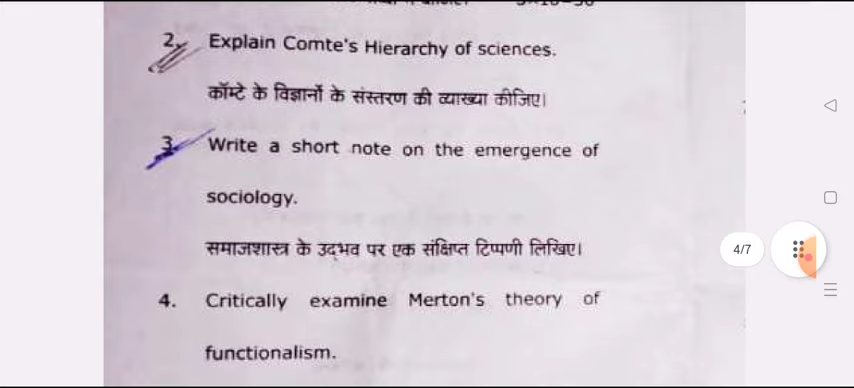 2. Explain Comte's Hierarchy of sciences.
कॉम्टे के विज्ञानों के संस्तरण की व्याख्या कीजिए।
3. Write a short note on the emergence of
sociology.
समाजशास्त्र के उद्भव पर एक संक्षिप्त टिप्पणी लिखिए।
4/7
4. Critically examine Merton's theory of
functionalism.